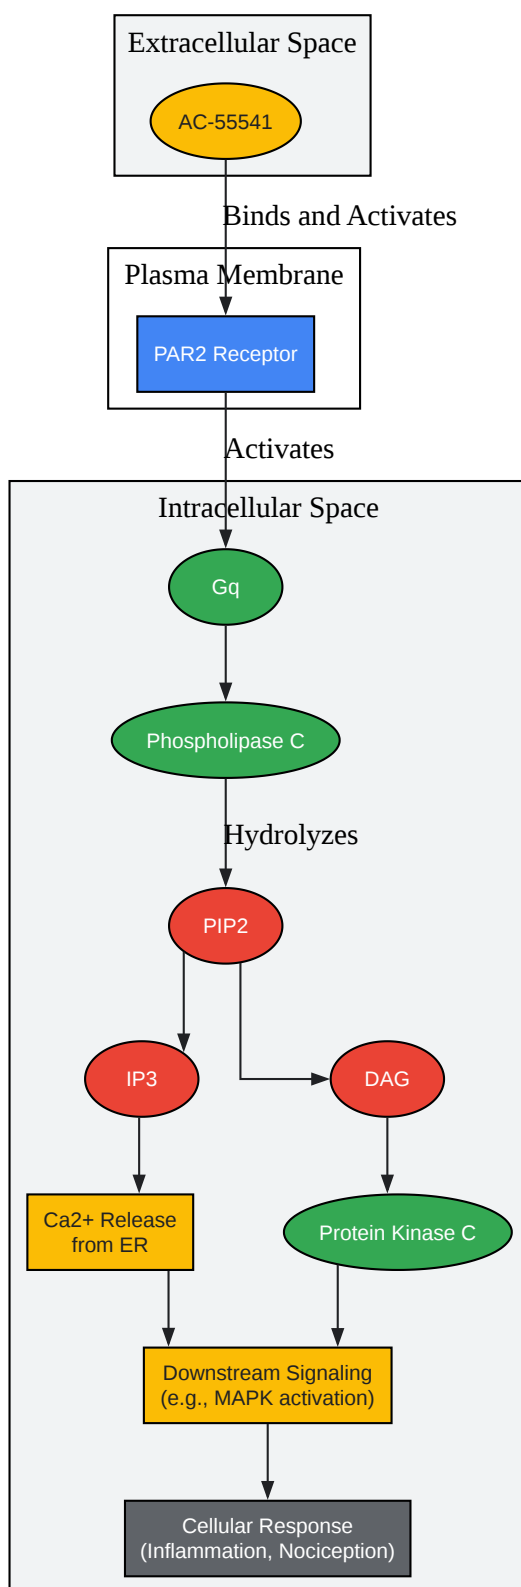 Extracellular Space
AC-55541
Binds and Activates
Plasma Membrane
PAR2 Receptor
Activates
Intracellular Space
Gq
Phospholipase C
Hydrolyzes
PIP2
IP3
DAG
Ca2+ Release
from ER
Protein Kinase C
Downstream Signaling
(e.g., MAPK activation)
Cellular Response
(Inflammation, Nociception)